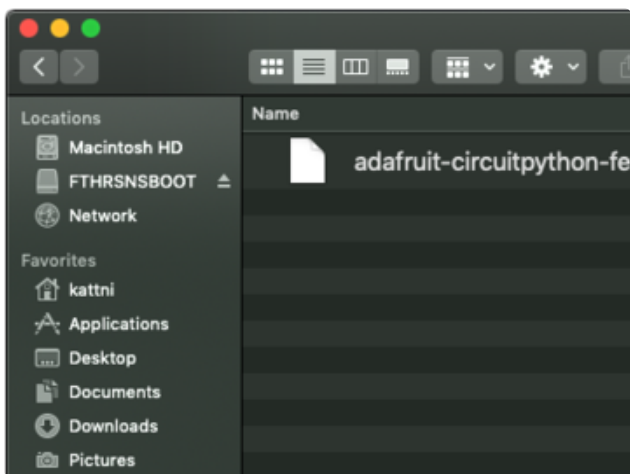 Locations
Macintosh HD
FTHRSNSBOOT
Network
Favorites
kattni
Applications
Desktop
Documents
Downloads
Pictures
Name
adafruit-circuitpython-fe